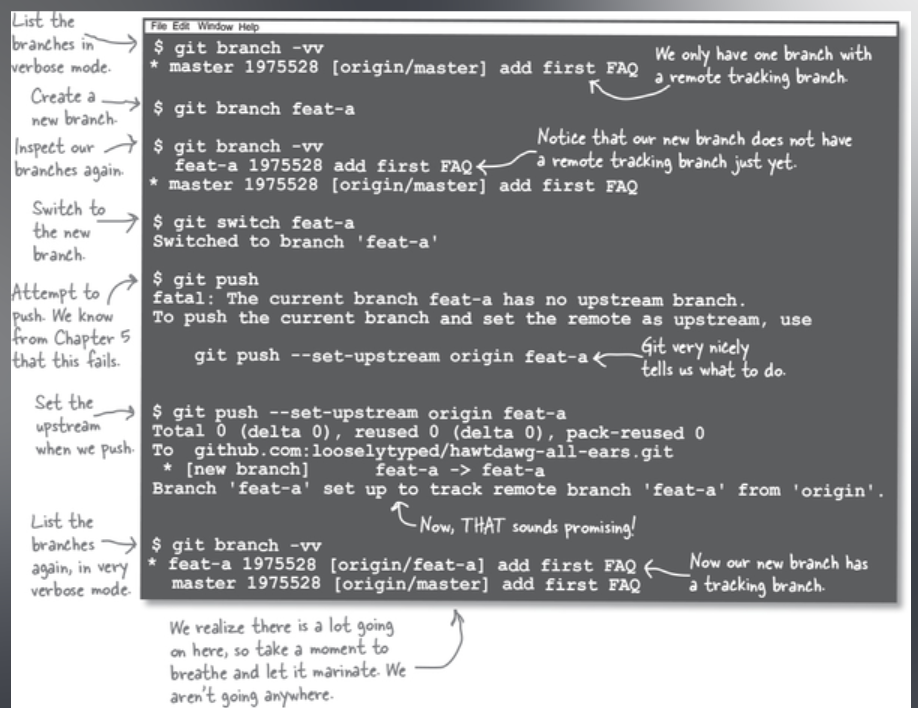 File Edit Window Help
List the
branches in
verbose mode.
$ git branch -vv
* master 1975528 [origin/master] add first FAQ
We only have one branch with
a remote tracking branch.
Create a
new branch.
$ git branch feat-a
Inspect our
branches again.
$ git branch -vv
feat-a 1975528 add first FAQ
* master 1975528 [origin/master] add first FAQ
Notice that our new branch does not have
a remote tracking branch just yet.
Switch to
the new
branch.
$ git switch feat-a
Switched to branch 'feat-a'
Attempt to
push. We know
from Chapter 5
that this fails.
$ git push
fatal: The current branch feat-a has no upstream branch.
To push the current branch and set the remote as upstream, use
git push --set-upstream origin feat-a
Git very nicely
tells us what to do.
Set the
upstream
when we push.
$ git push --set-upstream origin feat-a
Total 0 (delta 0), reused 0 (delta 0), pack-reused 0
To github.com:looselytyped/hawtdawg-all-ears.git
* [new branch] feat-a -> feat-a
Branch 'feat-a' set up to track remote branch 'feat-a' from 'origin'.
Now, THAT sounds promising!
List the
branches
again, in very
verbose mode.
$ git branch -vv
* feat-a 1975528 [origin/feat-a] add first FAQ
master 1975528 [origin/master] add first FAQ
Now our new branch has
a tracking branch.
We realize there is a lot going
on here, so take a moment to
breathe and let it marinate. We
aren't going anywhere.